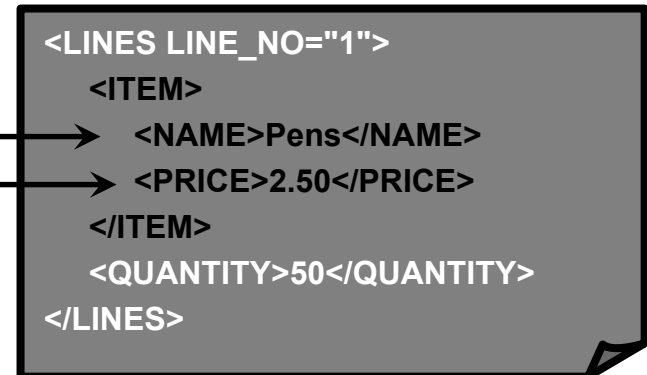 <LINES LINE_NO="1">
<ITEM>
<NAME>Pens</NAME>
<PRICE>2.50</PRICE>
</ITEM>
<QUANTITY>50</QUANTITY>
</LINES>